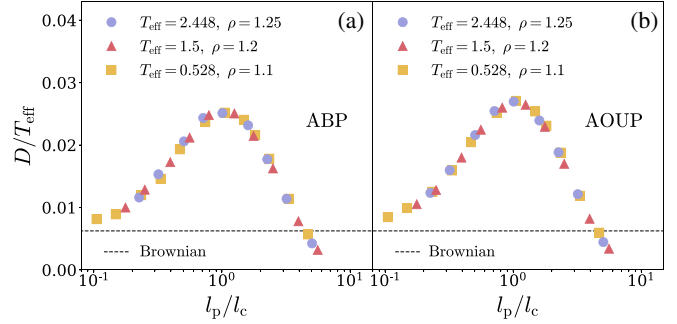 (a)
T_eff = 2.448, ρ = 1.25
T_eff = 1.5, ρ = 1.2
T_eff = 0.528, ρ = 1.1
ABP
Brownian
D/T_eff
0.04
0.03
0.02
0.01
0.00
10^-1 10^0 10^1
l_p/l_c
(b)
T_eff = 2.448, ρ = 1.25
T_eff = 1.5, ρ = 1.2
T_eff = 0.528, ρ = 1.1
AOUP
Brownian
10^-1 10^0 10^1
l_p/l_c